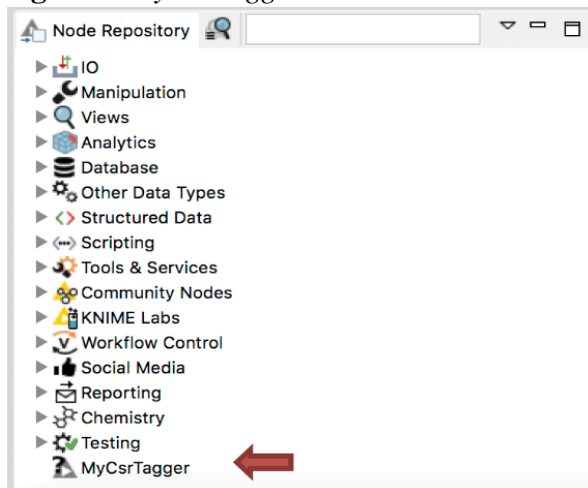 Node Repository
IO
Manipulation
Views
Analytics
Database
Other Data Types
Structured Data
Scripting
Tools & Services
Community Nodes
KNIME Labs
Workflow Control
Social Media
Reporting
Chemistry
Testing
MyCsrTagger